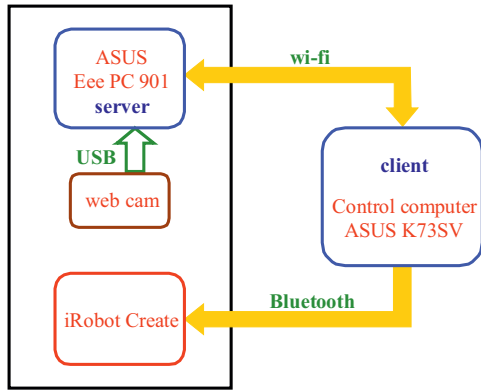 ASUS
Eee PC 901
server
wi-fi
USB
web cam
client
Control computer
ASUS K73SV
Bluetooth
iRobot Create